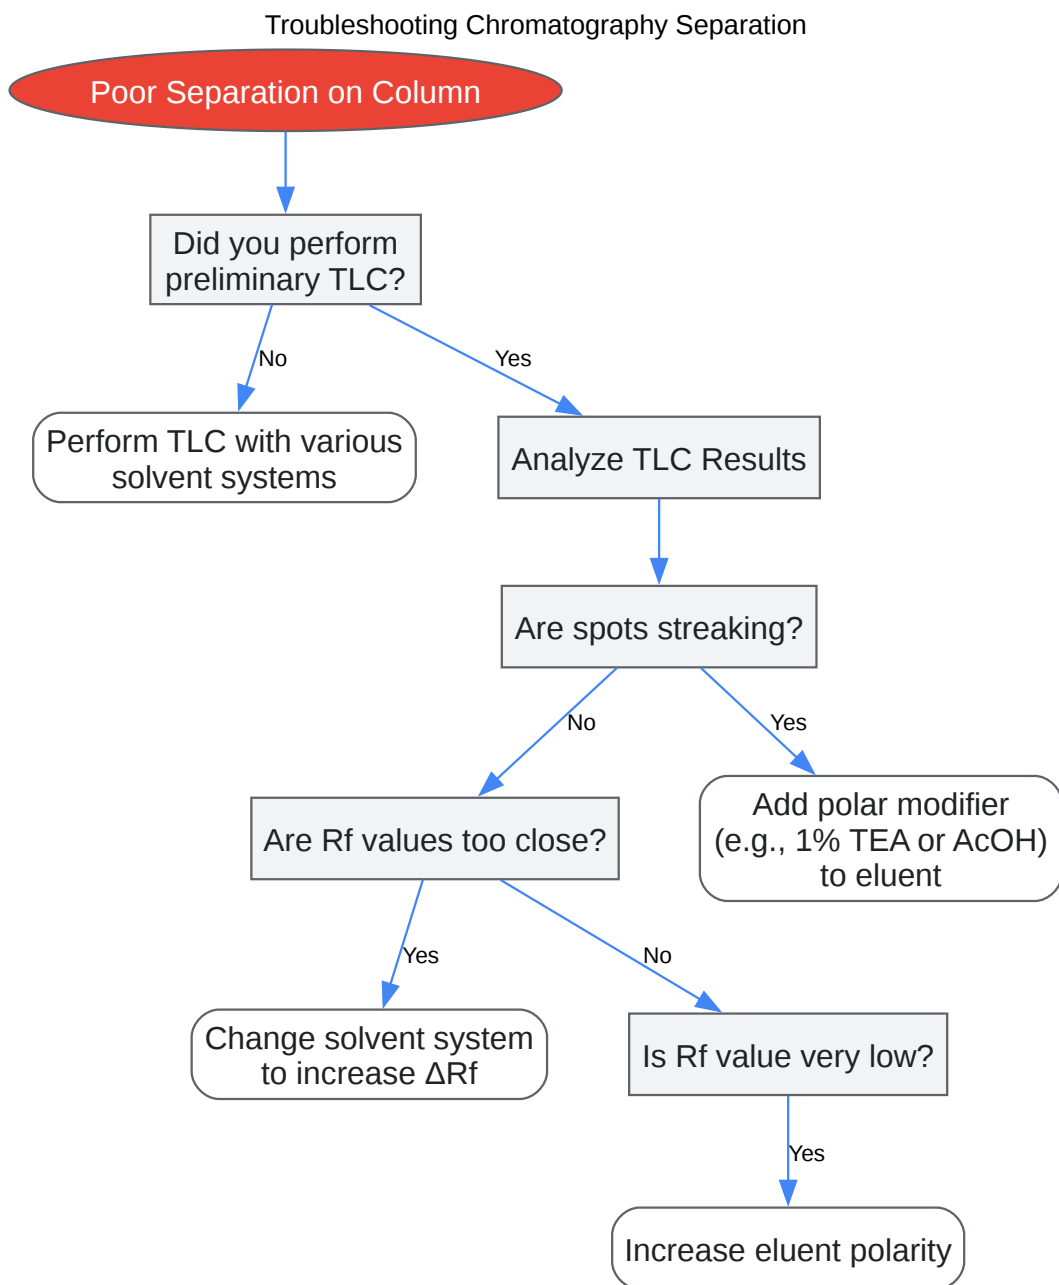 Troubleshooting Chromatography Separation
Poor Separation on Column
Did you perform
preliminary TLC?
No
Yes
Perform TLC with various
solvent systems
Analyze TLC Results
Are spots streaking?
No
Yes
Add polar modifier
(e.g., 1% TEA or AcOH)
to eluent
Are Rf values too close?
Yes
No
Change solvent system
to increase ΔRf
Is Rf value very low?
Yes
Increase eluent polarity